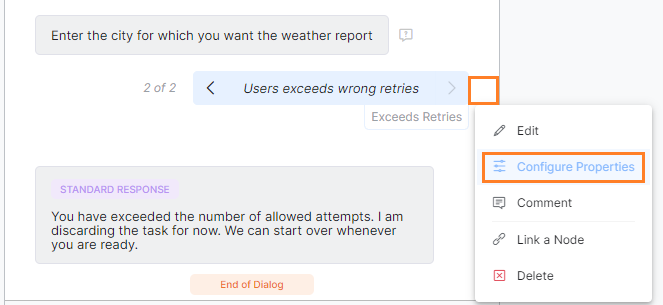 Enter the city for which you want the weather report
2 of 2
Users exceeds wrong retries
Exceeds Retries
Edit
Configure Properties
Comment
Link a Node
Delete
STANDARD RESPONSE
You have exceeded the number of allowed attempts. I am
discarding the task for now. We can start over whenever
you are ready.
End of Dialog